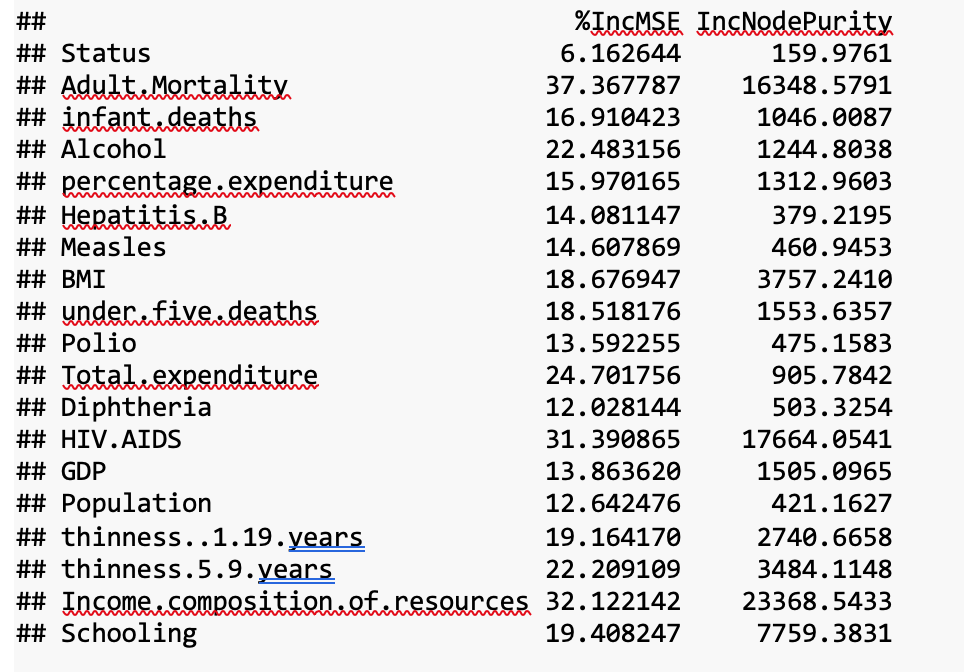 ## %IncMSE IncNodePurity
## Status 6.162644 159.9761
## Adult.Mortality 37.367787 16348.5791
## infant.deaths 16.910423 1046.0087
## Alcohol 22.483156 1244.8038
## percentage.expenditure 15.970165 1312.9603
## Hepatitis.B 14.081147 379.2195
## Measles 14.607869 460.9453
## BMI 18.676947 3757.2410
## under.five.deaths 18.518176 1553.6357
## Polio 13.592255 475.1583
## Total.expenditure 24.701756 905.7842
## Diphtheria 12.028144 503.3254
## HIV.AIDS 31.390865 17664.0541
## GDP 13.863620 1505.0965
## Population 12.642476 421.1627
## thinness..1.19.years 19.164170 2740.6658
## thinness.5.9.years 22.209109 3484.1148
## Income.composition.of.resources 32.122142 23368.5433
## Schooling 19.408247 7759.3831